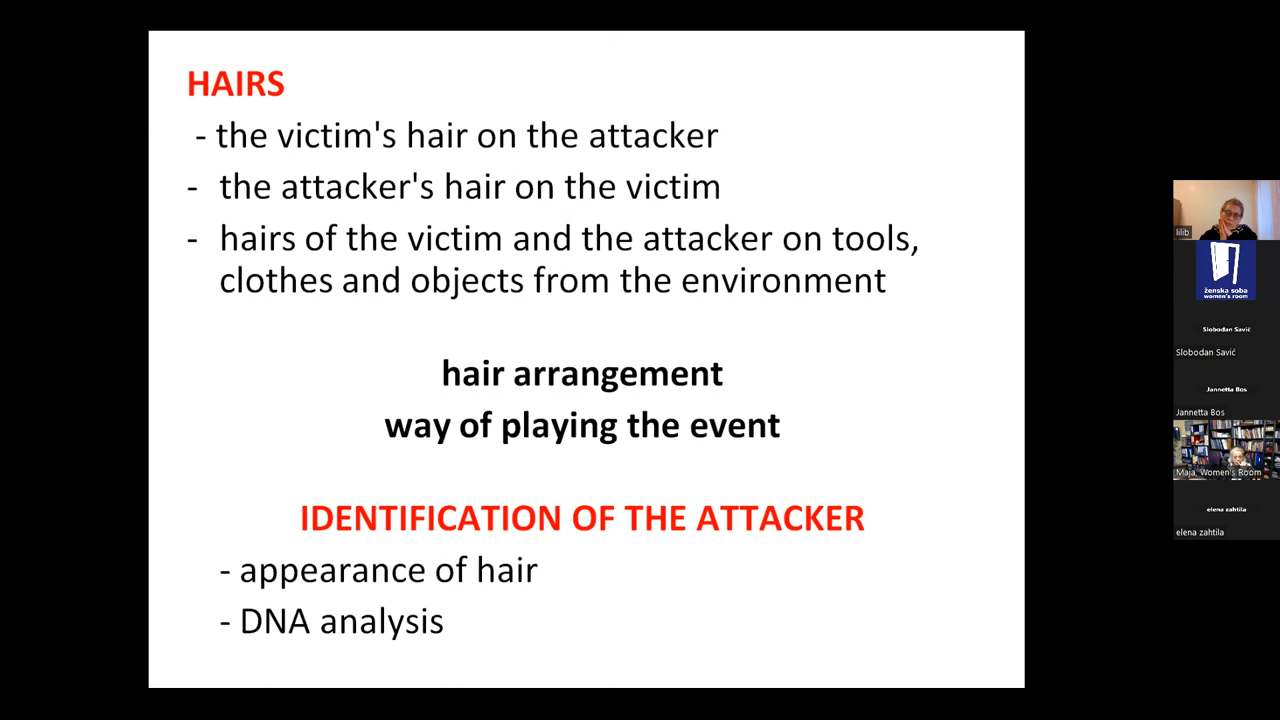 HAIRS
- the victim's hair on the attacker
- the attacker's hair on the victim
- hairs of the victim and the attacker on tools,
clothes and objects from the environment
hair arrangement
way of playing the event
IDENTIFICATION OF THE ATTACKER
- appearance of hair
- DNA analysis
lilib
ženska soba
women's room
Slobodan Savić
Slobodan Savić
Jannetta Bos
Jannetta Bos
Maja, Women's Room
elena zahtila
elena zahtila